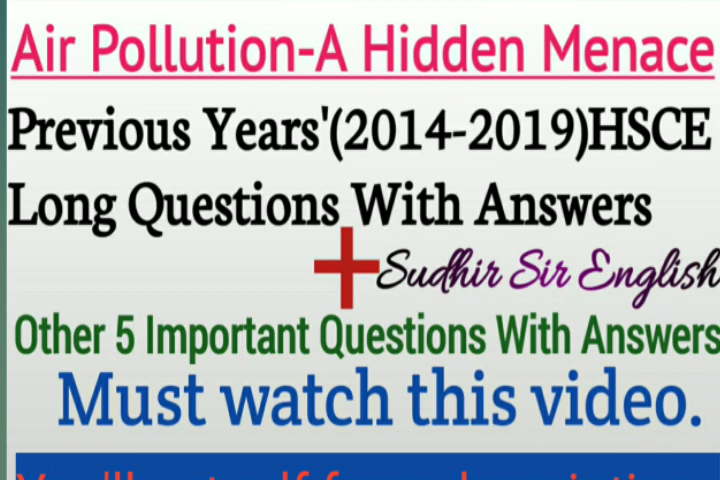 Air Pollution-A Hidden Menace
Previous Years'(2014-2019)HSCE
Long Questions With Answers
+Sudhir Sir English
Other 5 Important Questions With Answers
Must watch this video.